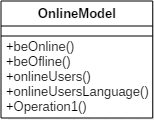 OnlineModel
+beOnline()
+beOfline()
+onlineUsers()
+onlineUsersLanguage()
+Operation1()